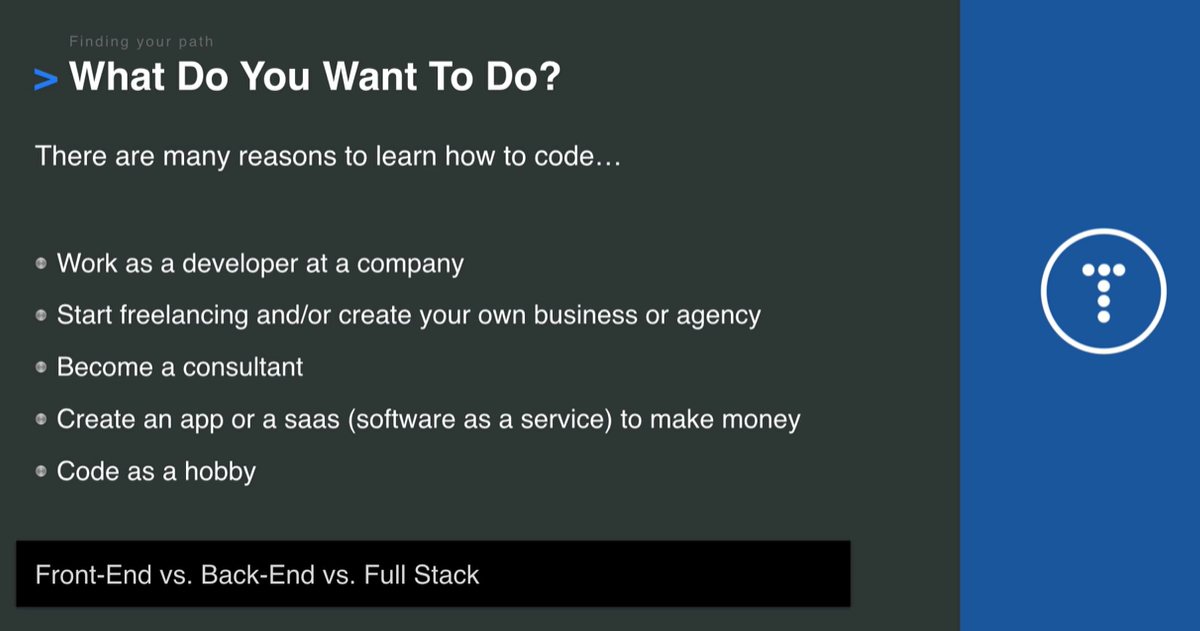 Finding your path
> What Do You Want To Do?
There are many reasons to learn how to code…
• Work as a developer at a company
• Start freelancing and/or create your own business or agency
• Become a consultant
• Create an app or a saas (software as a service) to make money
• Code as a hobby
Front-End vs. Back-End vs. Full Stack
T